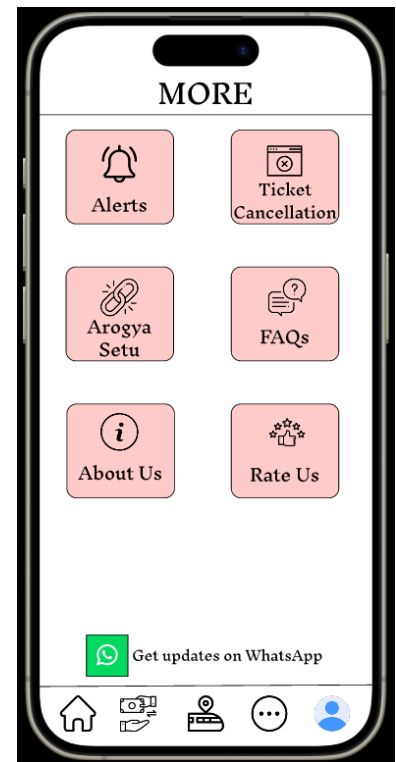 MORE
Alerts
Ticket
Cancellation
Arogya
Setu
FAQs
About Us
Rate Us
Get updates on WhatsApp